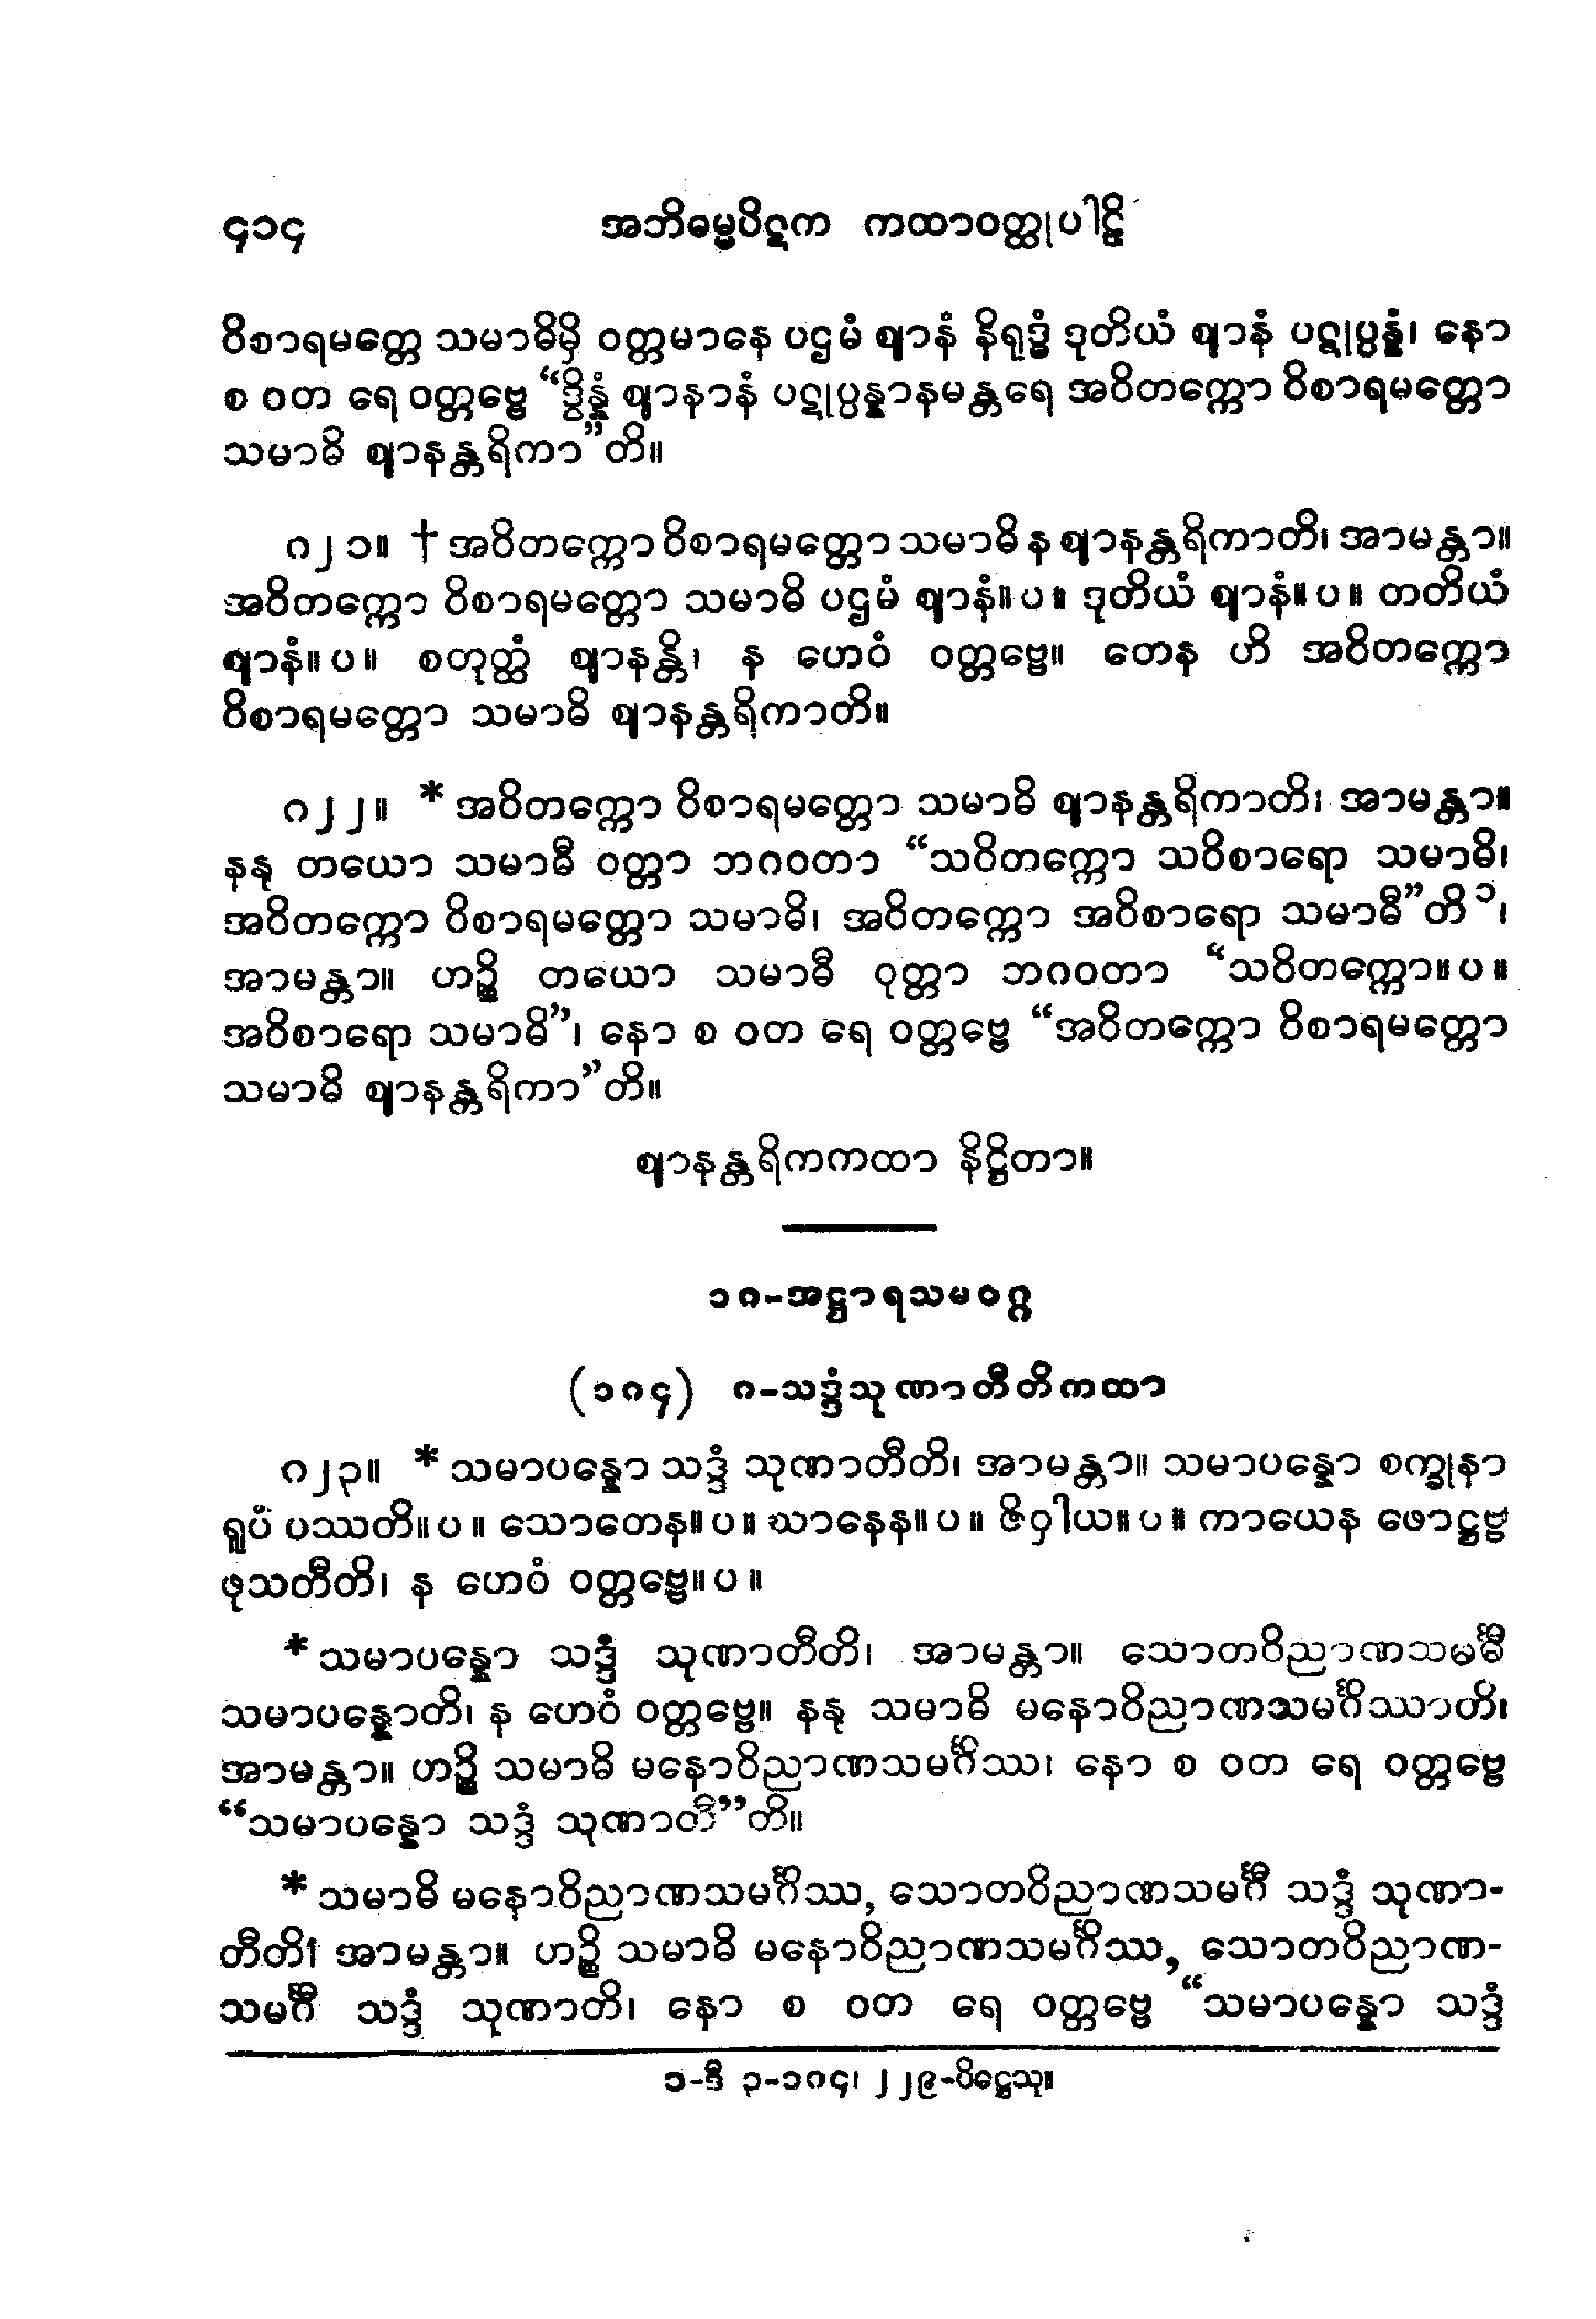 ၄၁၄ အဘိဓမ္မပိဋက ကထာဝတ္ထုပါဠိ
ဝိစာရမတ္တေ သမာဓိမှိ ဝတ္တမာနေ ပဌမံ ဈာနံ နိရုဒ္ဓံ ဒုတိယံ ဈာနံ ပဋုပ္ပန္နံ၊ နော
စ ဝတ ရေ ဝတ္တဗ္ဗေ “ဒွိန္နံ ဈာနာနံ ပဋုပ္ပန္နာနမန္တရေ အဝိတက္ကော ဝိစာရမတ္တော
သမာဓိ ဈာနန္တရိကာ”တိ။
၈၂၁။ † အဝိတက္ကော ဝိစာရမတ္တော သမာဓိ န ဈာနန္တရိကာတိ၊ အာမန္တာ။
အဝိတက္ကော ဝိစာရမတ္တော သမာဓိ ပဌမံ ဈာနံ။ ပ။ ဒုတိယံ ဈာနံ။ ပ။ တတိယံ
ဈာနံ။ ပ။ စတုတ္ထံ ဈာနန္တိ၊ န ဟေဝံ ဝတ္တဗ္ဗေ။ တေန ဟိ အဝိတက္ကော
ဝိစာရမတ္တော သမာဓိ ဈာနန္တရိကာတိ။
၈၂၂။ * အဝိတက္ကော ဝိစာရမတ္တော သမာဓိ ဈာနန္တရိကာတိ၊ အာမန္တာ။
နနု တယော သမာဓီ ဝတ္တာ ဘဂဝတာ “သဝိတက္ကော သဝိစာရော သမာဓိ၊
အဝိတက္ကော ဝိစာရမတ္တော သမာဓိ၊ အဝိတက္ကော အဝိစာရော သမာဓီ”တိ ၁၊
အာမန္တာ။ ဟဉ္စိ တယော သမာဓီ ဝုတ္တာ ဘဂဝတာ “သဝိတက္ကော။ ပ။
အဝိစာရော သမာဓိ”၊ နော စ ဝတ ရေ ဝတ္တဗ္ဗေ “အဝိတက္ကော ဝိစာရမတ္တော
သမာဓိ ဈာနန္တရိကာ”တိ။
ဈာနန္တရိကကထာ နိဋ္ဌိတာ။
၁၈-အဋ္ဌာရသမဝဂ္ဂ
(၁၈၄) ၈-သဒ္ဒံသုဏာတီတိကထာ
၈၂၃။ * သမာပန္နော သဒ္ဒံ သုဏာတီတိ၊ အာမန္တာ။ သမာပန္နော စက္ခုနာ
ရူပံ ပဿတိ။ ပ။ သောတေန။ ပ။ ဃာနေန။ ပ။ ဇိဝှါယ။ ပ။ ကာယေန ဖောဋ္ဌဗ္ဗံ
ဖုသတီတိ၊ န ဟေဝံ ဝတ္တဗ္ဗေ။ ပ။
* သမာပန္နော သဒ္ဒံ သုဏာတီတိ၊ အာမန္တာ။ သောတဝိညာဏသမင်္ဂီ
သမာပန္နောတိ၊ န ဟေဝံ ဝတ္တဗ္ဗေ။ နနု သမာဓိ မနောဝိညာဏသမင်္ဂိဿာတိ၊
အာမန္တာ။ ဟဉ္စိ သမာဓိ မနောဝိညာဏသမင်္ဂိဿ၊ နော စ ဝတ ရေ ဝတ္တဗ္ဗေ
“သမာပန္နော သဒ္ဒံ သုဏာတီ”တိ။
* သမာဓိ မနောဝိညာဏသမင်္ဂိဿ, သောတဝိညာဏသမင်္ဂီ သဒ္ဒံ သုဏာ-
တီတိ၊ အာမန္တာ။ ဟဉ္စိ သမာဓိ မနောဝိညာဏသမင်္ဂိဿ, သောတဝိညာဏ-
သမင်္ဂီ သဒ္ဒံ သုဏာတိ၊ နော စ ဝတ ရေ ဝတ္တဗ္ဗေ “သမာပန္နော သဒ္ဒံ
၁-ဒီ ၃-၁၈၄၊ ၂၂၉-ပိဋ္ဌေသု။